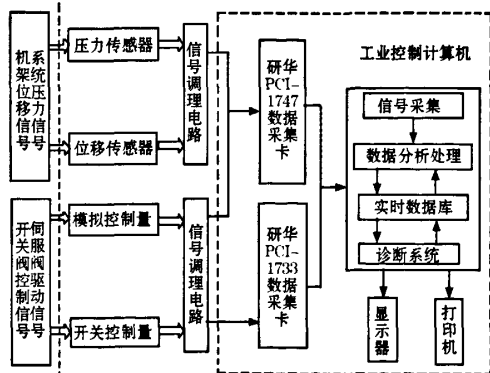 机架位移信号
系统压力信号
压力传感器
位移传感器
信号调理电路
开关阀控制信号
伺服阀驱动信号
模拟控制量
开关控制量
信号调理电路
研华
PCI-
1747
数据
采集
卡
研华
PCI-
1733
数据
采集
卡
工业控制计算机
信号采集
数据分析处理
实时数据库
诊断系统
显示器
打印机